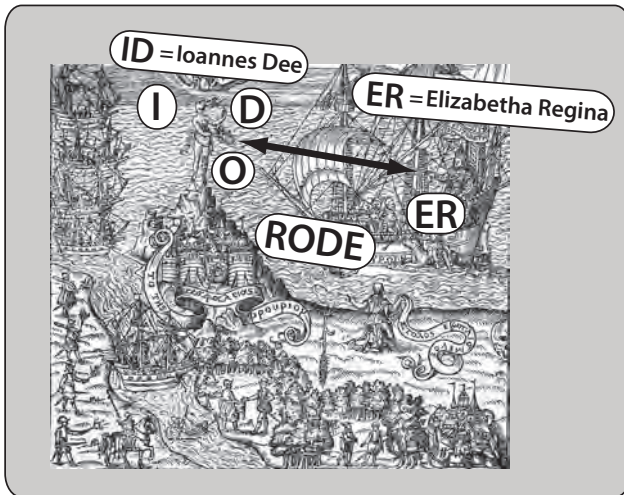 ID = Ioannes Dee
ER = Elizabetha Regina
I D
O
ER
RODE